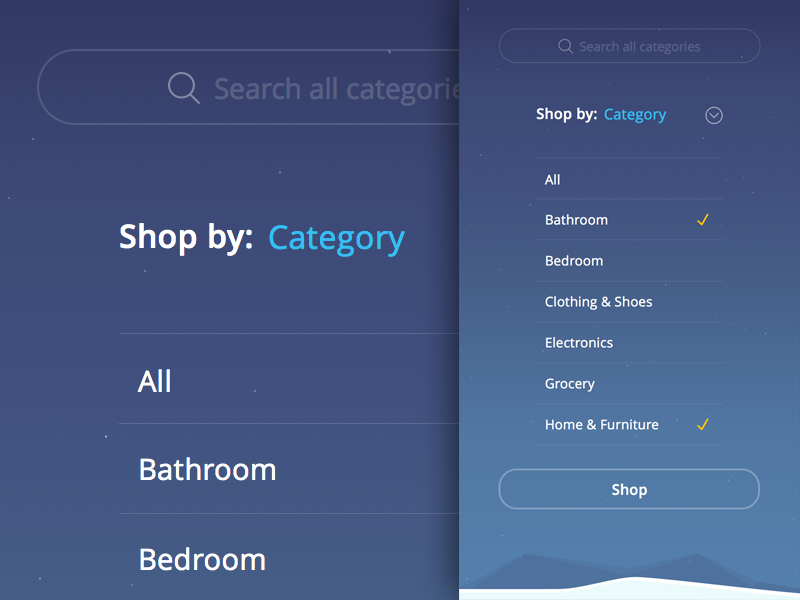 Search all categorie
Shop by: Category
All
Bathroom
Bedroom
Search all categories
Shop by: Category
All
Bathroom
Bedroom
Clothing & Shoes
Electronics
Grocery
Home & Furniture
Shop